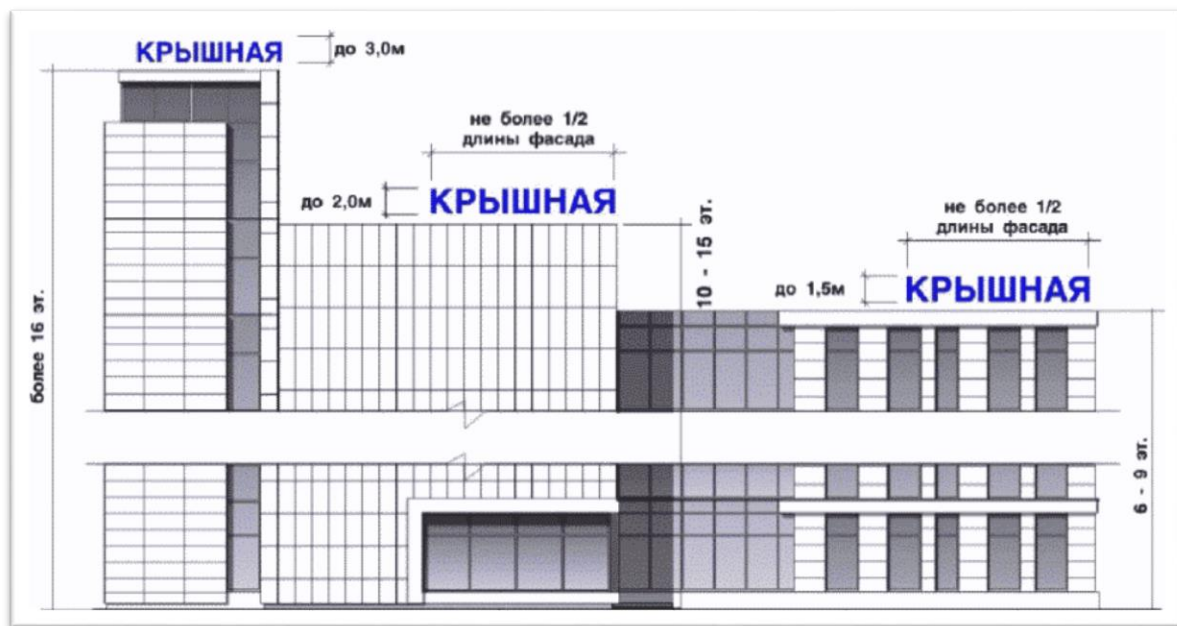 КРЫШНАЯ
до 3,0м
не более 1/2
длины фасада
до 2,0м
КРЫШНАЯ
10 - 15 эт.
не более 1/2
длины фасада
до 1,5м
КРЫШНАЯ
более 16 эт.
6 - 9 эт.